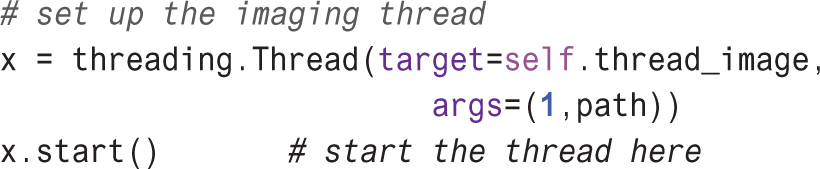 # set up the imaging thread
x = threading.Thread(target=self.thread_image,
args=(1,path))
x.start() # start the thread here